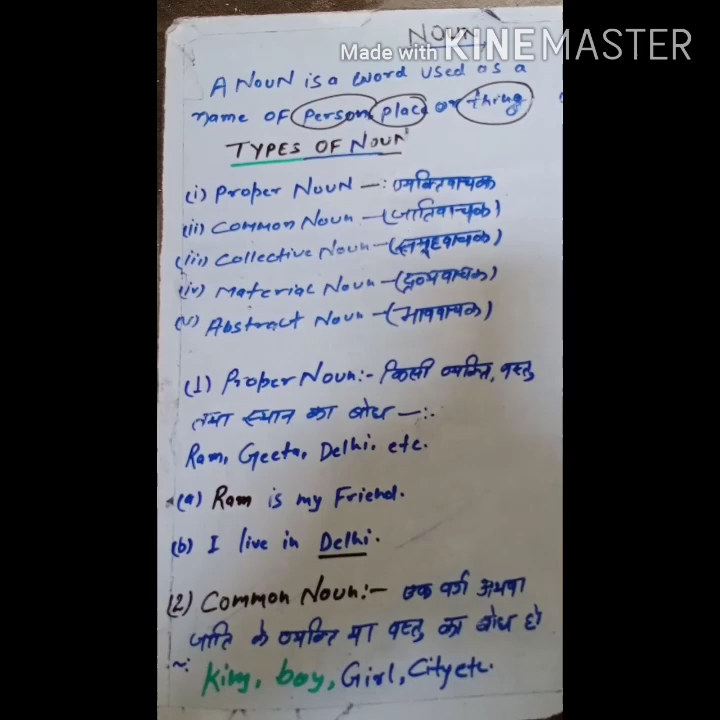 NOUN
Made with KINEMASTER
A Noun is a word used as a
name of person, place or thing
TYPES OF NOUN
(i) Proper Noun -: व्यक्तिवाचक
(ii) Common Noun - (जातिवाचक)
(iii) Collective Noun - (समूहवाचक)
(iv) Material Noun - (द्रव्यवाचक)
(v) Abstract Noun - (भाववाचक)
(1) Proper Noun:- किसी व्यक्ति, वस्तु
तथा स्थान का बोध -:-
Ram, Geeta, Delhi, etc.
(a) Ram is my Friend.
(b) I live in Delhi.
(2) Common Noun:- एक वर्ग अथवा
जाति के व्यक्ति या वस्तु का बोध हो
~: King, boy, Girl, City etc.